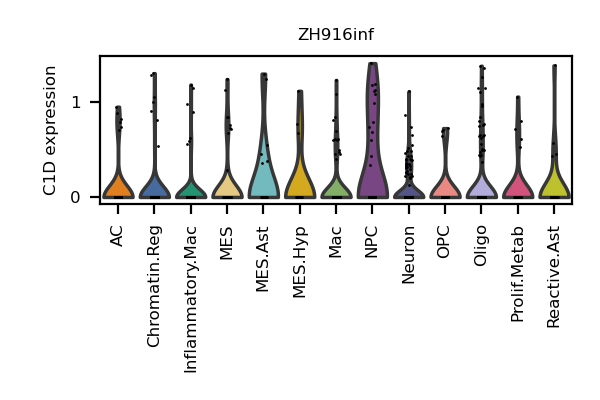 ZH916inf
C1D expression
1
0
AC
Chromatin.Reg
Inflammatory.Mac
MES
MES.Ast
MES.Hyp
Mac
NPC
Neuron
OPC
Oligo
Prolif.Metab
Reactive.Ast